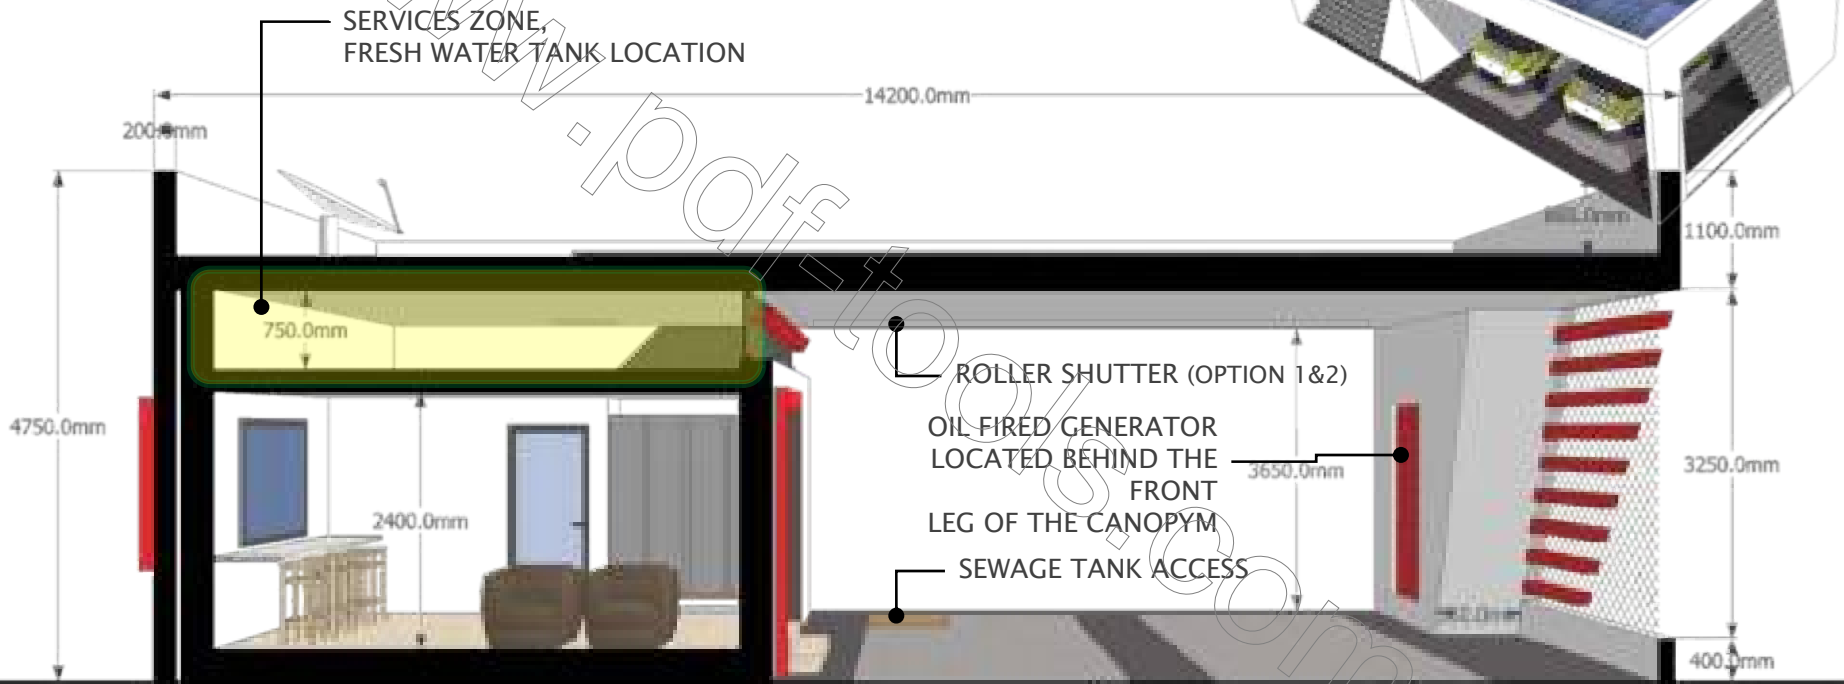 SERVICES ZONE,
FRESH WATER TANK LOCATION
14200.0mm
200.0mm
1100.0mm
750.0mm
ROLLER SHUTTER (OPTION 1&2)
4750.0mm
OIL FIRED GENERATOR
LOCATED BEHIND THE
FRONT
LEG OF THE CANOPYM
3650.0mm
3250.0mm
2400.0mm
SEWAGE TANK ACCESS
400.0mm
www.pdf-tools.com